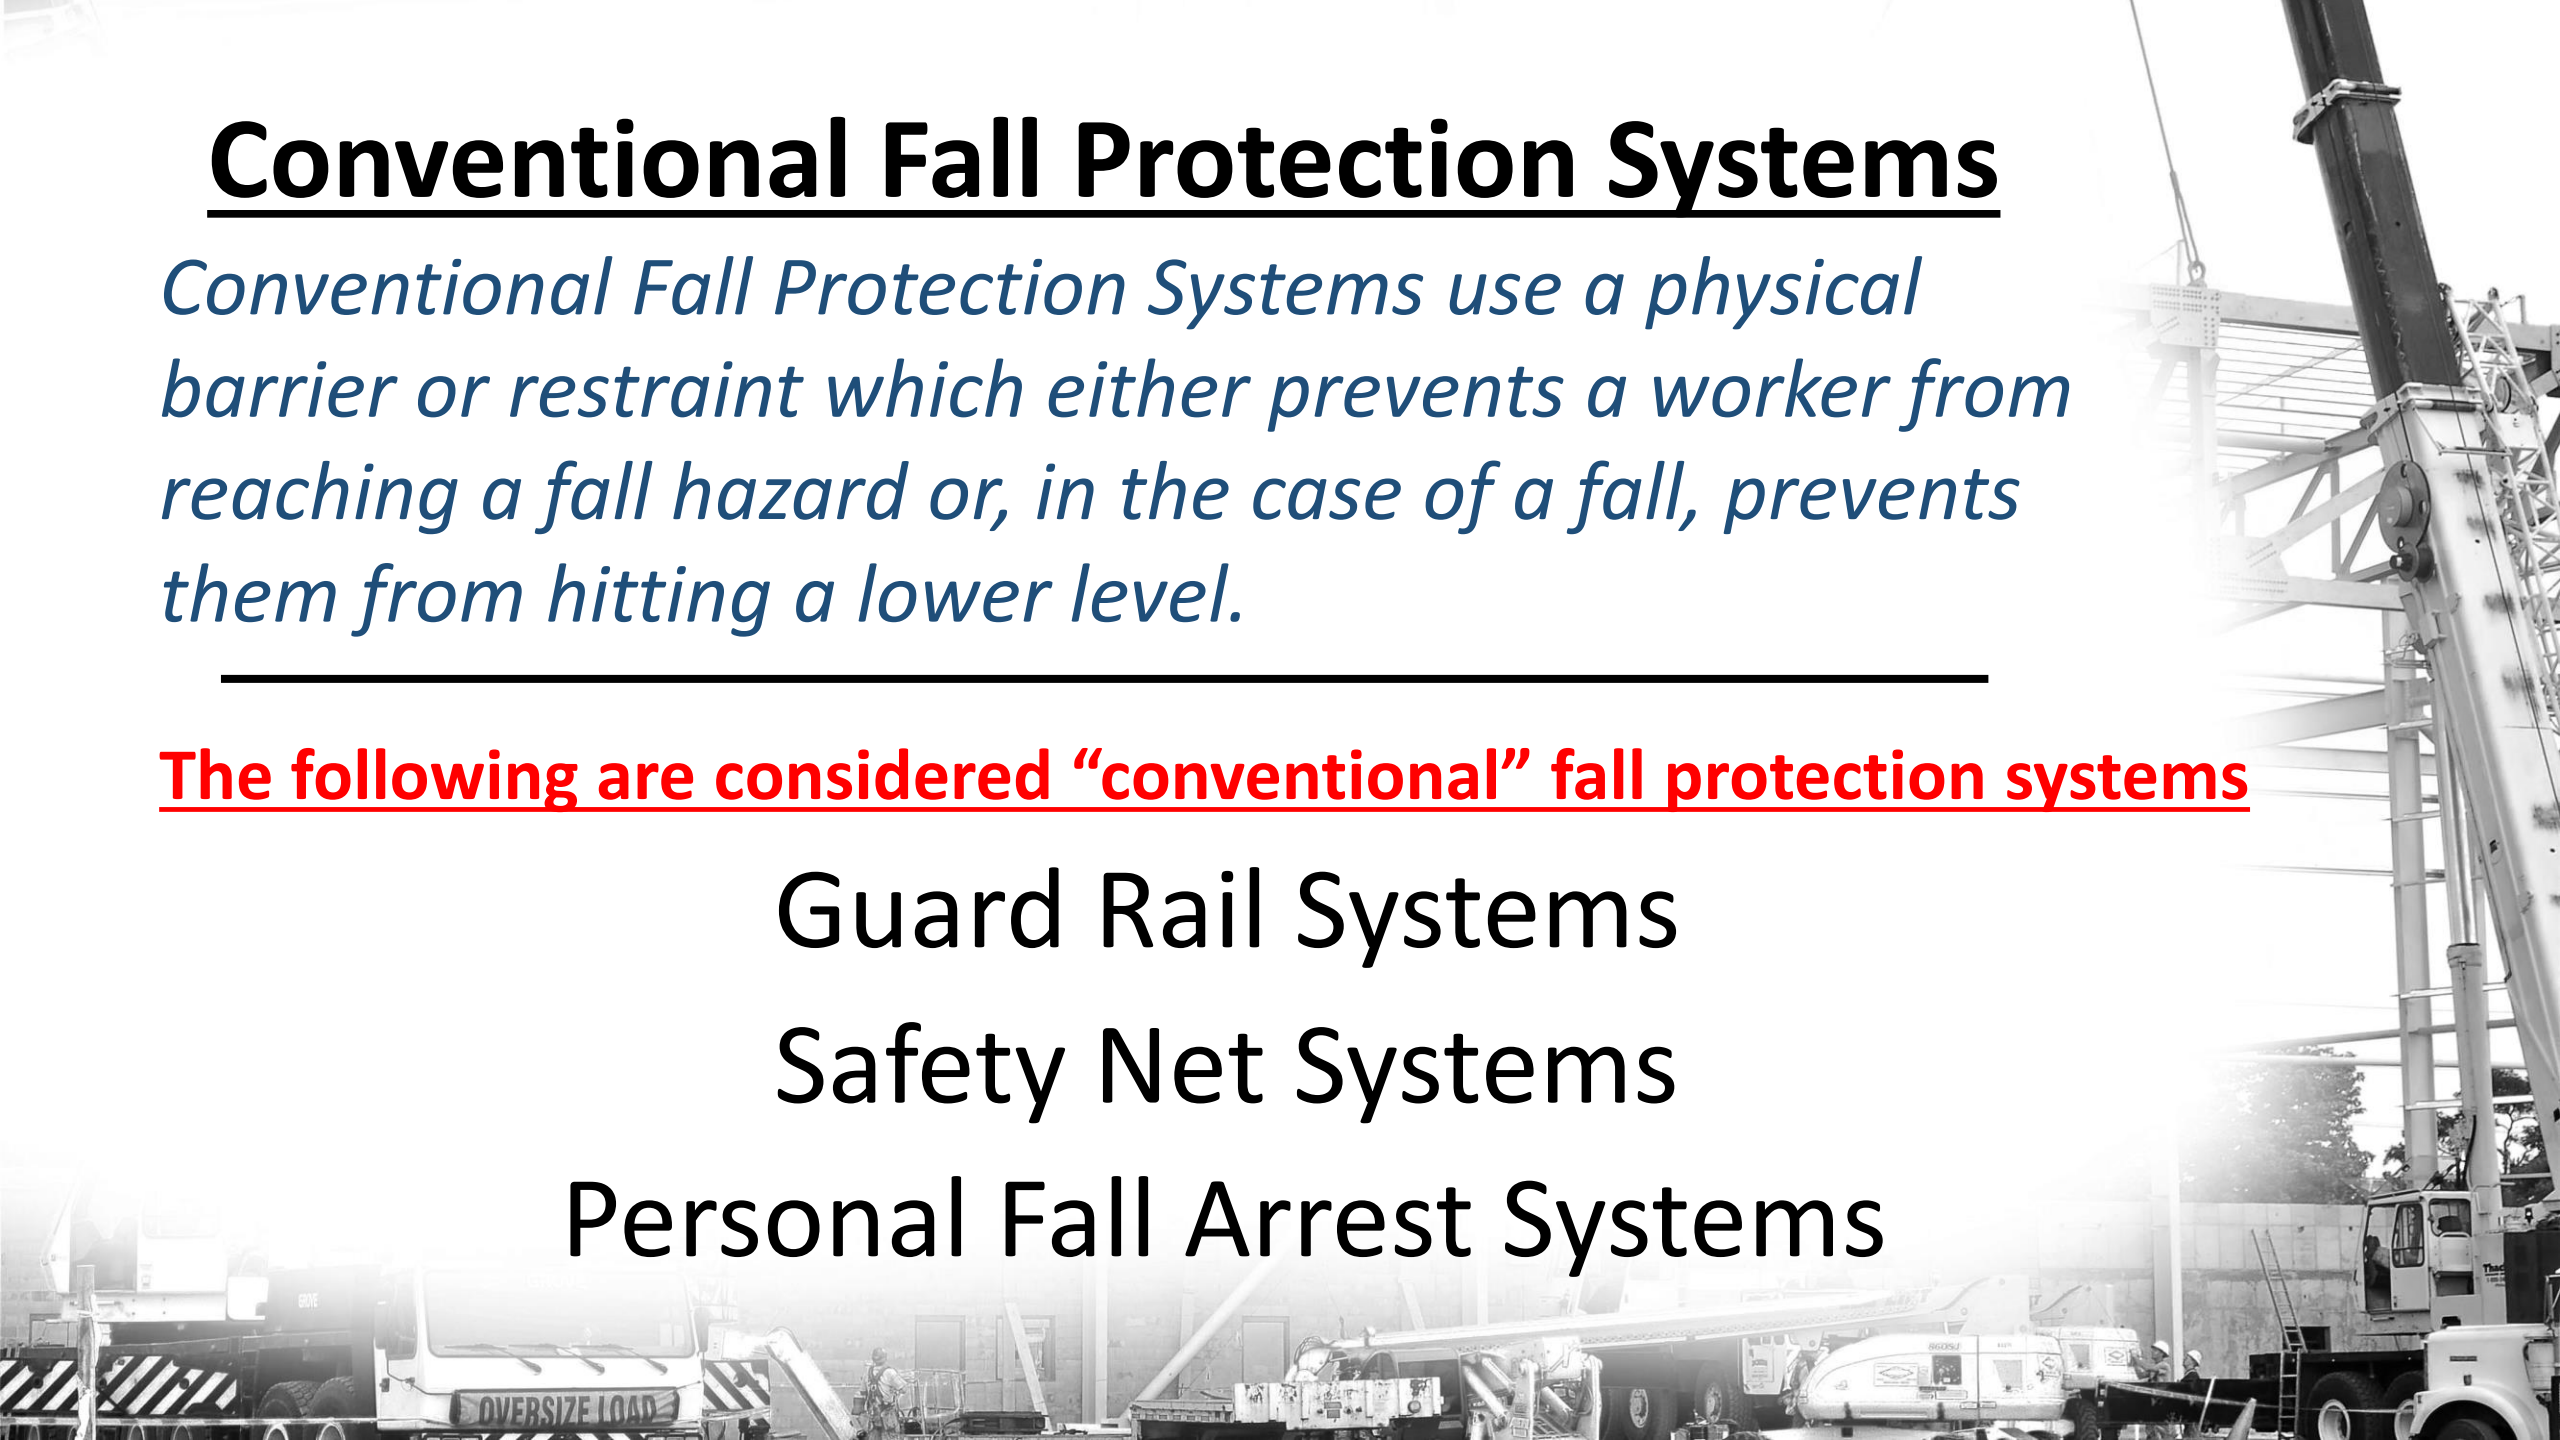 Conventional Fall Protection Systems
Conventional Fall Protection Systems use a physical
barrier or restraint which either prevents a worker from
reaching a fall hazard or, in the case of a fall, prevents
them from hitting a lower level.
The following are considered “conventional” fall protection systems
Guard Rail Systems
Safety Net Systems
Personal Fall Arrest Systems
GROVE
OVERSIZE LOAD